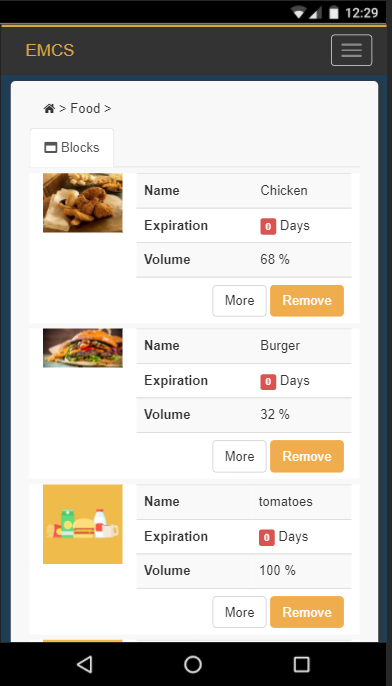 12:29
EMCS
> Food >
Blocks
Name Chicken
Expiration 0 Days
Volume 68 %
More Remove
Name Burger
Expiration 0 Days
Volume 32 %
More Remove
Name tomatoes
Expiration 0 Days
Volume 100 %
More Remove